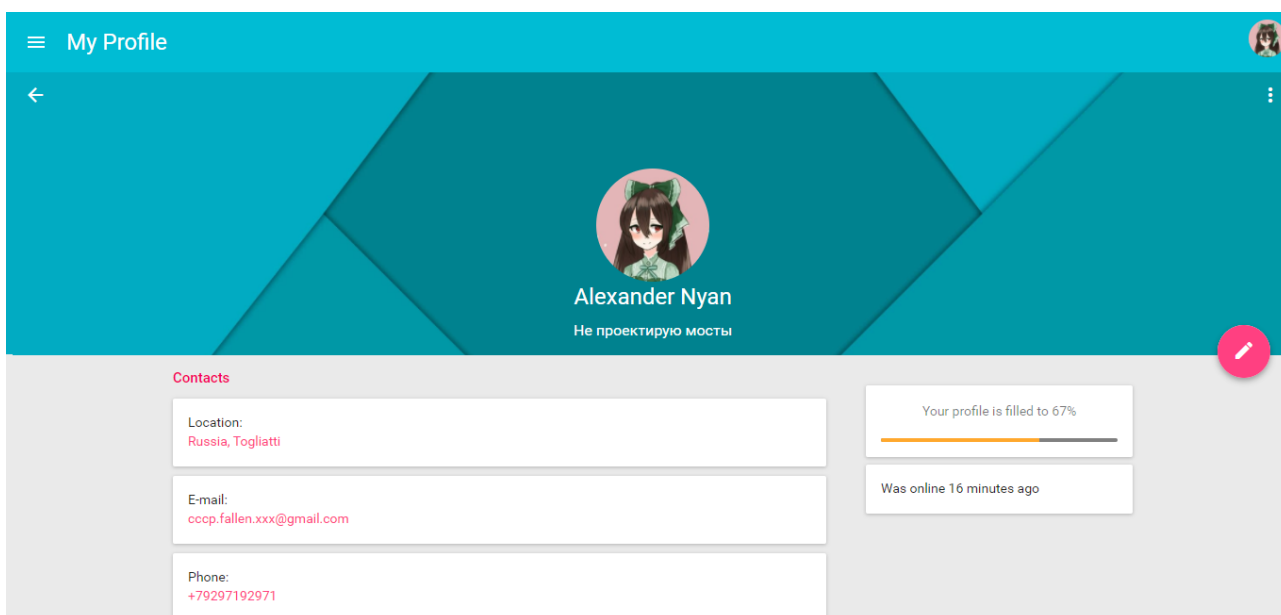 My Profile
Alexander Nyan
Не проектирую мосты
Contacts
Location:
Russia, Togliatti
E-mail:
cccp.fallen.xxx@gmail.com
Phone:
+79297192971
Your profile is filled to 67%
Was online 16 minutes ago